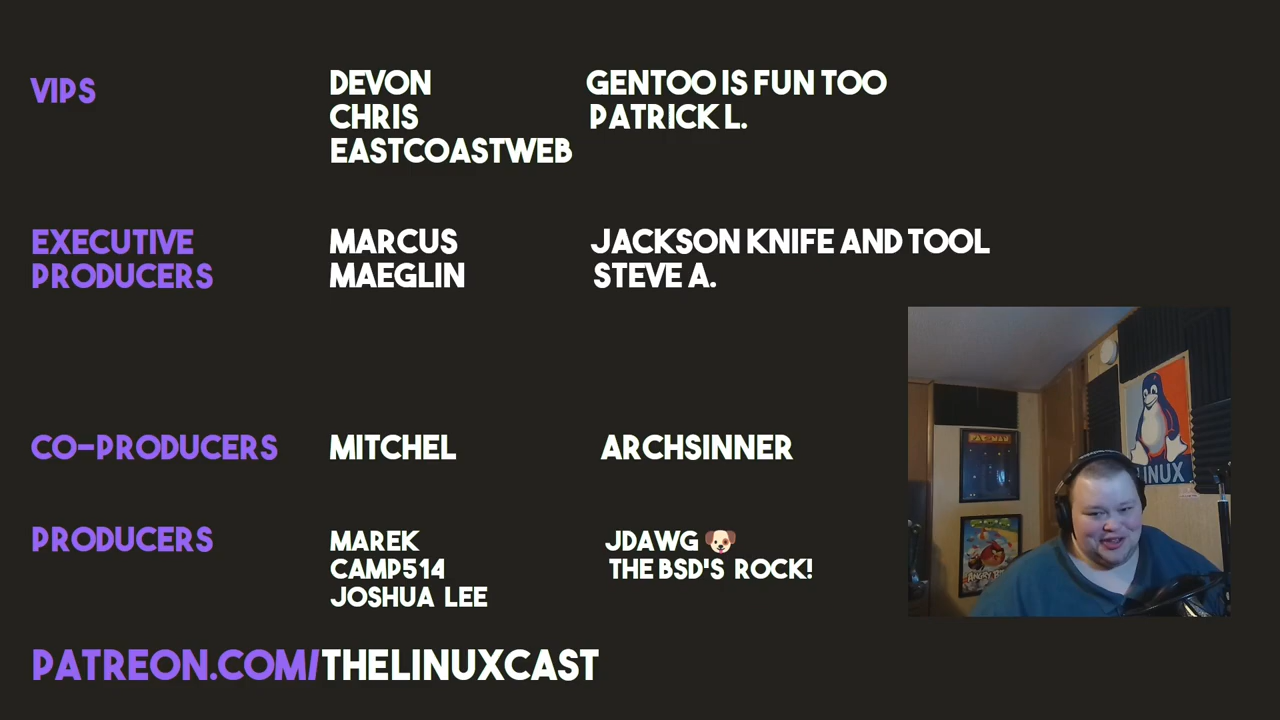 VIPS
DEVON GENTOO IS FUN TOO
CHRIS PATRICK L.
EASTCOASTWEB
EXECUTIVE
PRODUCERS
MARCUS JACKSON KNIFE AND TOOL
MAEGLIN STEVE A.
CO-PRODUCERS MITCHEL ARCHSINNER
PRODUCERS
MAREK JDAWG 🐶
CAMP514 THE BSD'S ROCK!
JOSHUA LEE
PATREON.COM/THELINUXCAST
PAC-MAN
LINUX
ANGRY